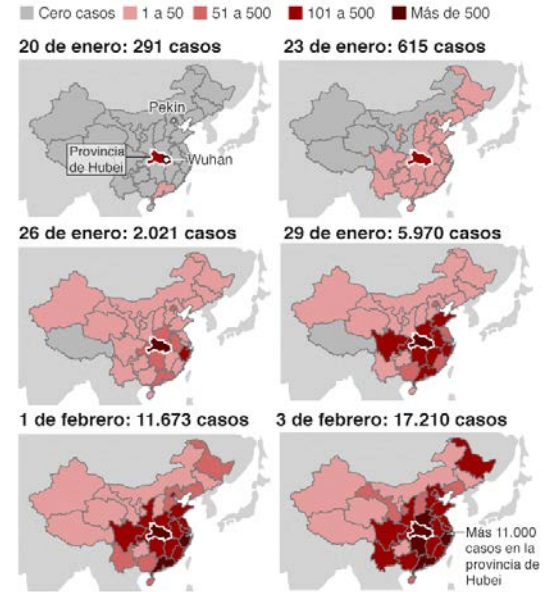 Cero casos 1 a 50 51 a 500 101 a 500 Más de 500
20 de enero: 291 casos
23 de enero: 615 casos
Pekín
Provincia
de Hubei
Wuhan
26 de enero: 2.021 casos
29 de enero: 5.970 casos
1 de febrero: 11.673 casos
3 de febrero: 17.210 casos
Más 11.000
casos en la
provincia de
Hubei